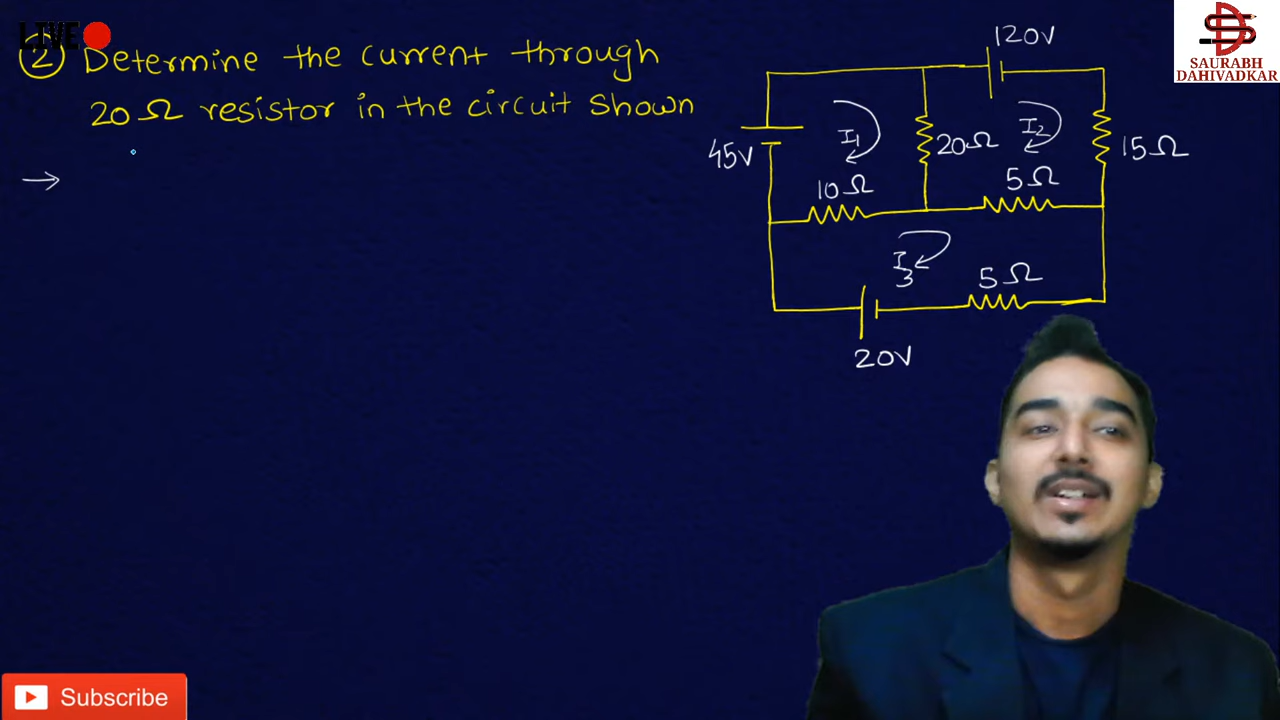 LIVE
② Determine the current through
20Ω resistor in the circuit shown
→
120V
SAURABH
DAHIVADKAR
45V
I1
20Ω
I2
15Ω
10Ω
5Ω
I3
5Ω
20V
Subscribe